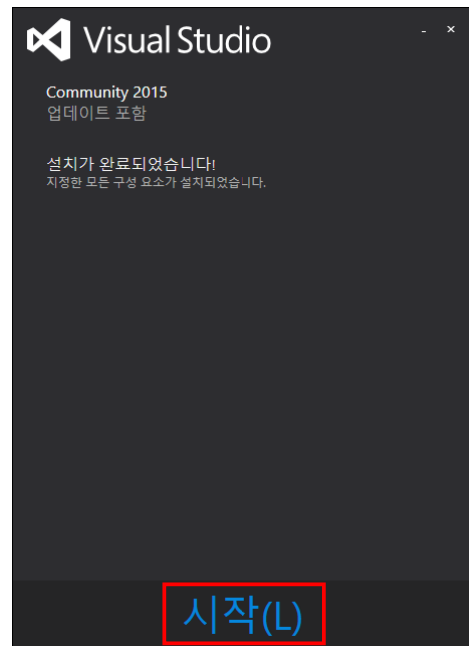 Visual Studio
Community 2015
업데이트 포함
설치가 완료되었습니다!
지정한 모든 구성 요소가 설치되었습니다.
시작(L)